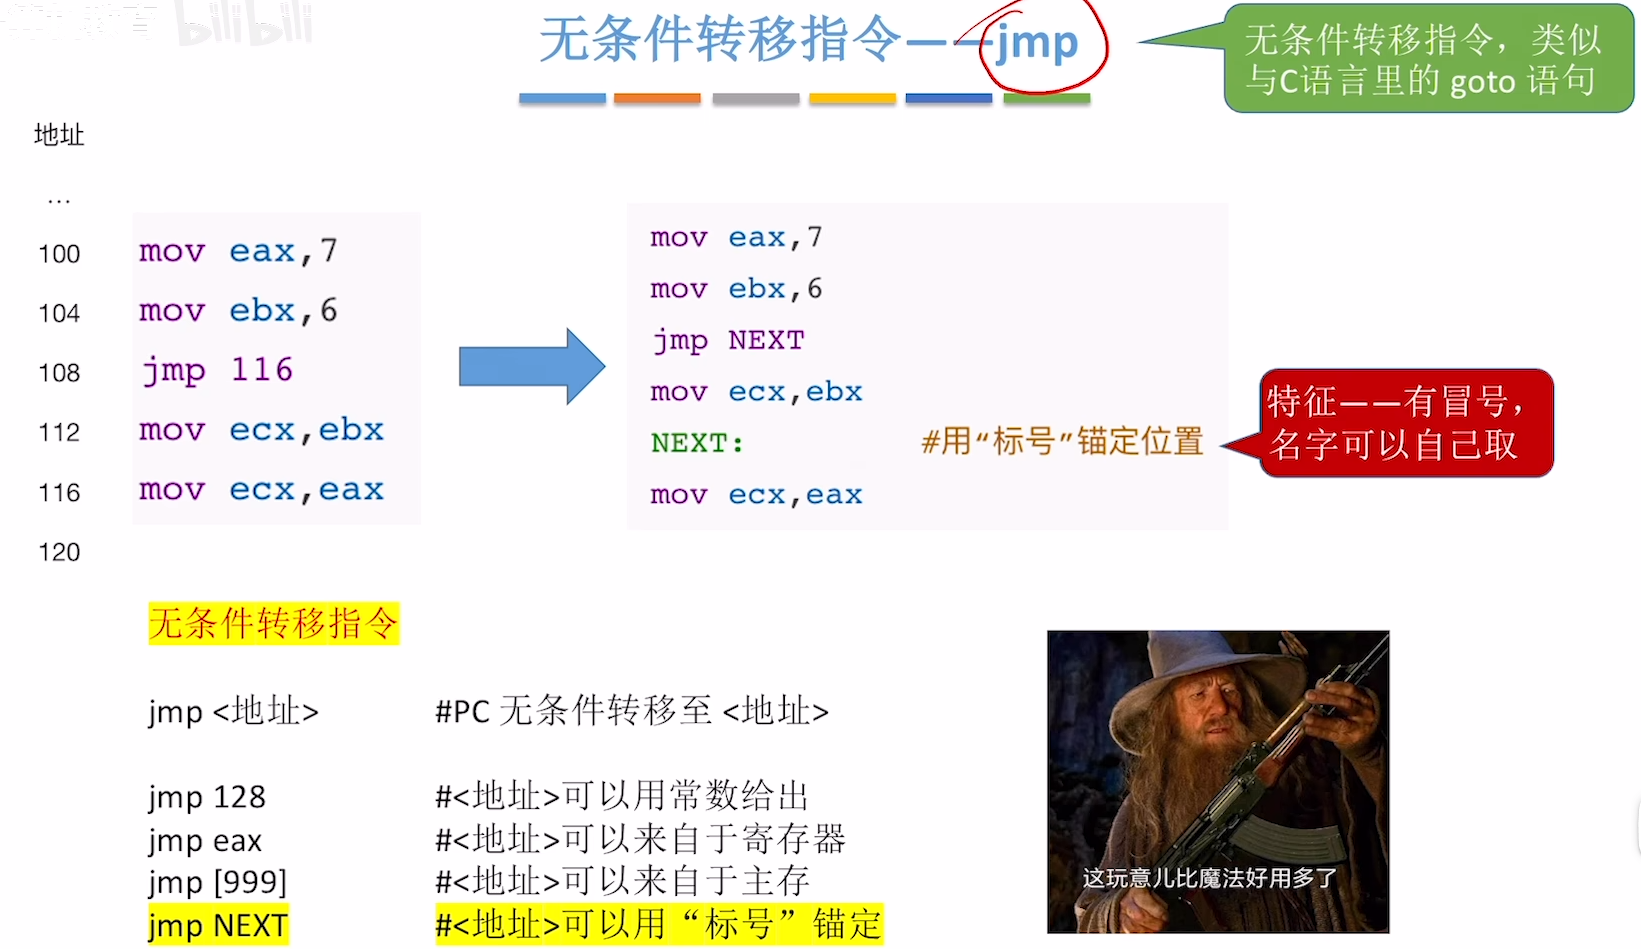 bilibili
无条件转移指令——jmp
无条件转移指令，类似
与C语言里的 goto 语句
地址
...
100 mov eax,7
104 mov ebx,6
108 jmp 116
112 mov ecx,ebx
116 mov ecx,eax
120
mov eax,7
mov ebx,6
jmp NEXT
mov ecx,ebx
NEXT: #用“标号”锚定位置
mov ecx,eax
特征——有冒号，
名字可以自己取
无条件转移指令
jmp <地址> #PC 无条件转移至 <地址>
jmp 128 #<地址>可以用常数给出
jmp eax #<地址>可以来自于寄存器
jmp [999] #<地址>可以来自于主存
jmp NEXT #<地址>可以用“标号”锚定
这玩意儿比魔法好用多了